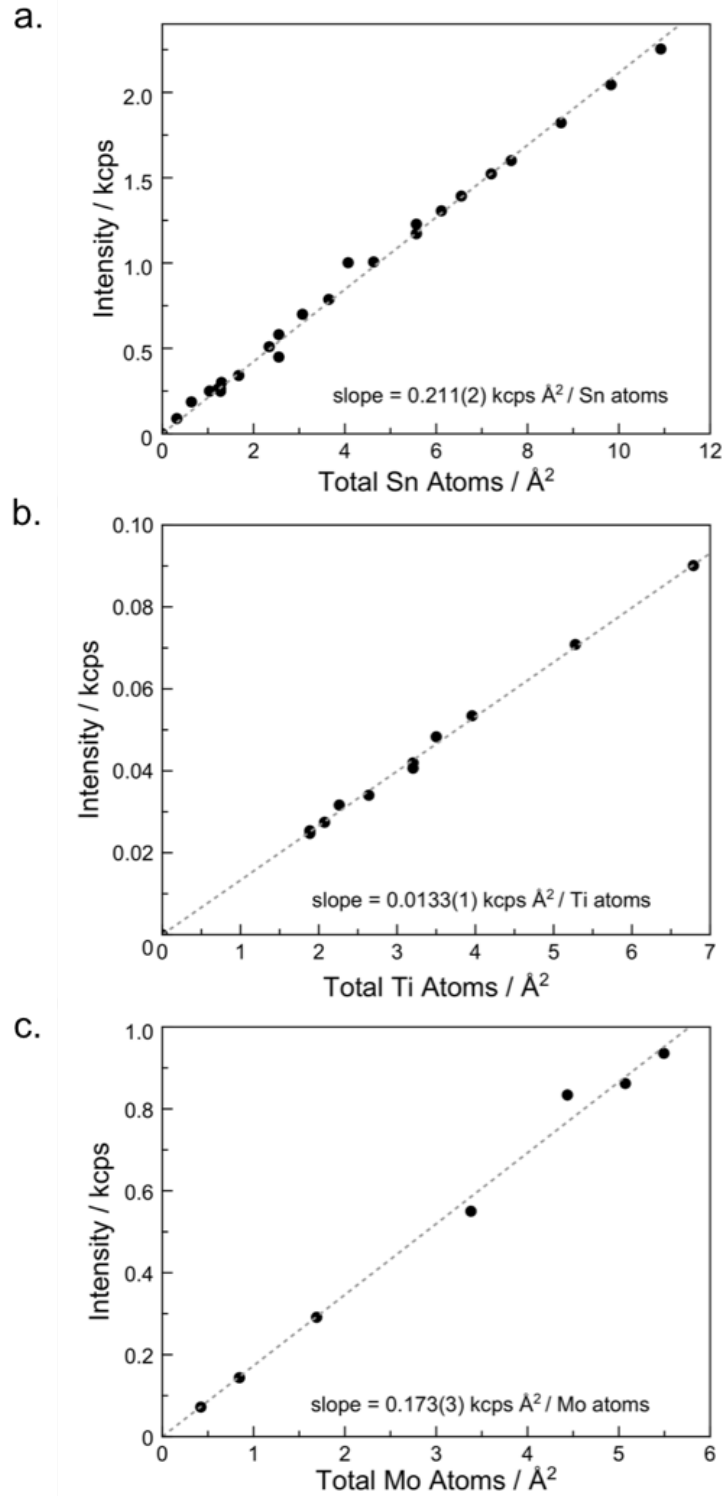 a.
2.0
1.5
1.0
0.5
0
Intensity / kcps
slope = 0.211(2) kcps Å² / Sn atoms
0 2 4 6 8 10 12
Total Sn Atoms / Å²
b.
0.10
0.08
0.06
0.04
0.02
0
Intensity / kcps
slope = 0.0133(1) kcps Å² / Ti atoms
0 1 2 3 4 5 6 7
Total Ti Atoms / Å²
c.
1.0
0.8
0.6
0.4
0.2
0
Intensity / kcps
slope = 0.173(3) kcps Å² / Mo atoms
0 1 2 3 4 5 6
Total Mo Atoms / Å²